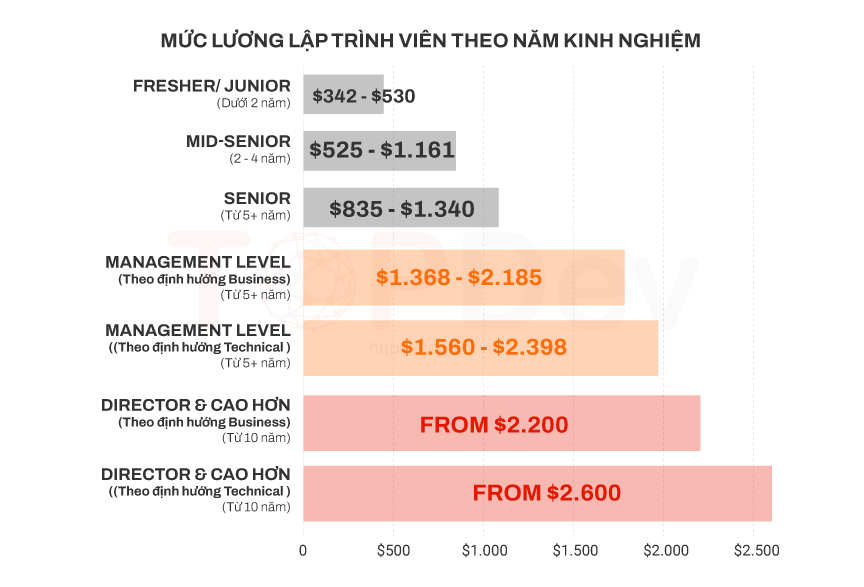 MỨC LƯƠNG LẬP TRÌNH VIÊN THEO NĂM KINH NGHIỆM
FRESHER/ JUNIOR
(Dưới 2 năm)
$342 - $530
MID-SENIOR
(2 - 4 năm)
$525 - $1.161
SENIOR
(Từ 5+ năm)
$835 - $1.340
TOPDev
MANAGEMENT LEVEL
(Theo định hướng Business)
(Từ 5+ năm)
$1.368 - $2.185
MANAGEMENT LEVEL
((Theo định hướng Technical )
(Từ 5+ năm)
$1.560 - $2.398
DIRECTOR & CAO HƠN
(Theo định hướng Business)
(Từ 10 năm)
FROM $2.200
DIRECTOR & CAO HƠN
((Theo định hướng Technical )
(Từ 10 năm)
FROM $2.600
0 $500 $1.000 $1.500 $2.000 $2.500